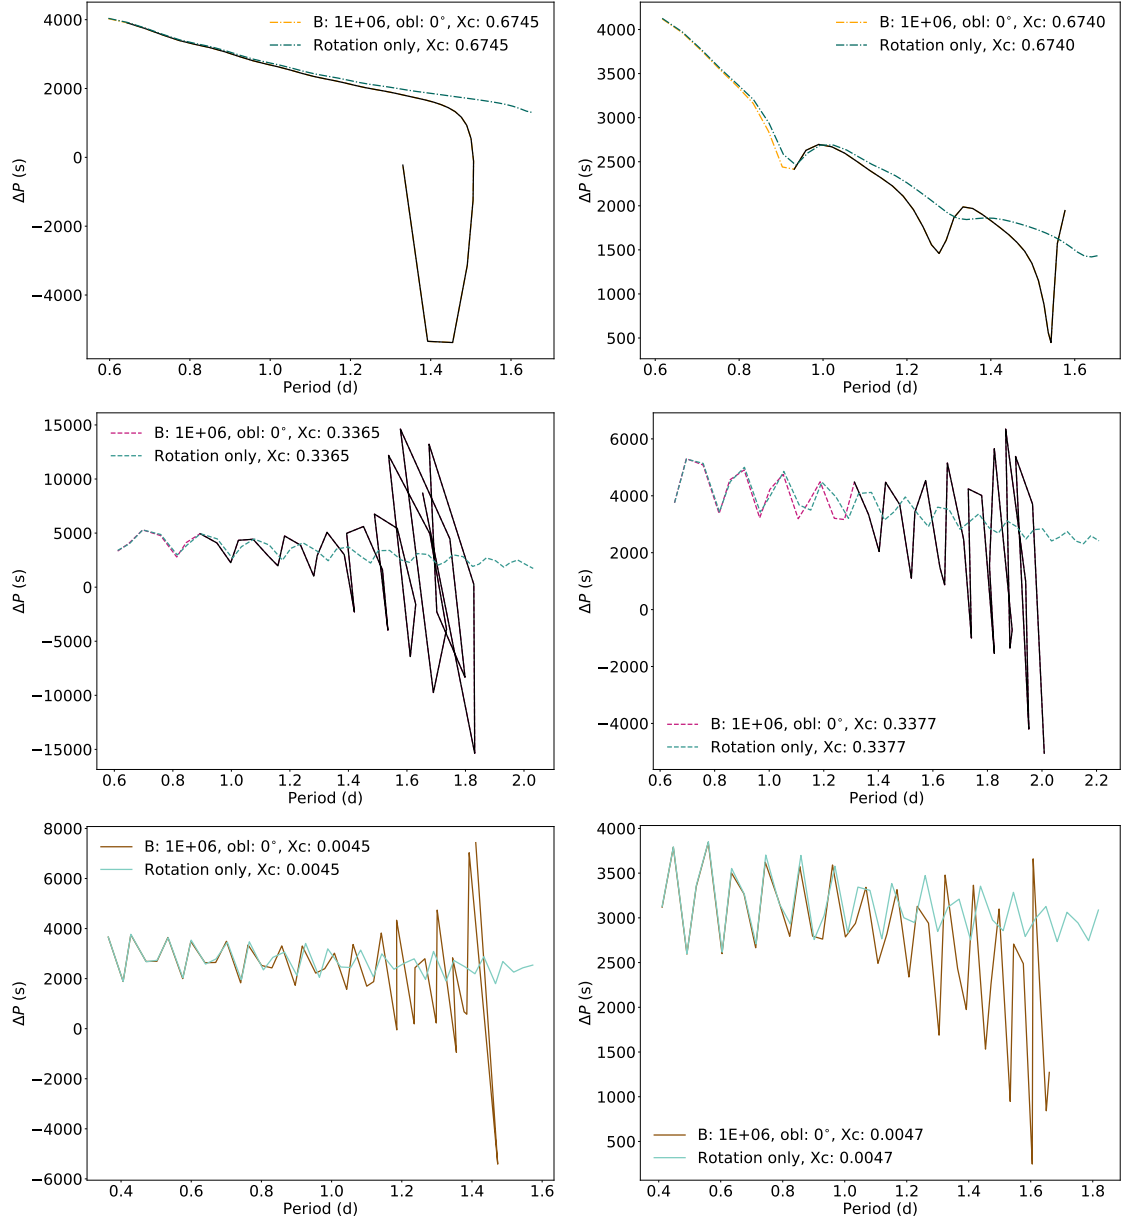 B: 1E+06, obl: 0°, Xc: 0.6745
Rotation only, Xc: 0.6745
4000
2000
0
−2000
−4000
ΔP (s)
0.6 0.8 1.0 1.2 1.4 1.6
Period (d)
B: 1E+06, obl: 0°, Xc: 0.6740
Rotation only, Xc: 0.6740
4000
3500
3000
2500
2000
1500
1000
500
ΔP (s)
0.8 1.0 1.2 1.4 1.6
Period (d)
B: 1E+06, obl: 0°, Xc: 0.3365
Rotation only, Xc: 0.3365
15000
10000
5000
0
−5000
−10000
−15000
ΔP (s)
0.6 0.8 1.0 1.2 1.4 1.6 1.8 2.0
Period (d)
6000
4000
2000
0
−2000
−4000
ΔP (s)
B: 1E+06, obl: 0°, Xc: 0.3377
Rotation only, Xc: 0.3377
0.6 0.8 1.0 1.2 1.4 1.6 1.8 2.0 2.2
Period (d)
B: 1E+06, obl: 0°, Xc: 0.0045
Rotation only, Xc: 0.0045
8000
6000
4000
2000
0
−2000
−4000
−6000
ΔP (s)
0.4 0.6 0.8 1.0 1.2 1.4 1.6
Period (d)
4000
3500
3000
2500
2000
1500
1000
500
ΔP (s)
B: 1E+06, obl: 0°, Xc: 0.0047
Rotation only, Xc: 0.0047
0.4 0.6 0.8 1.0 1.2 1.4 1.6 1.8
Period (d)